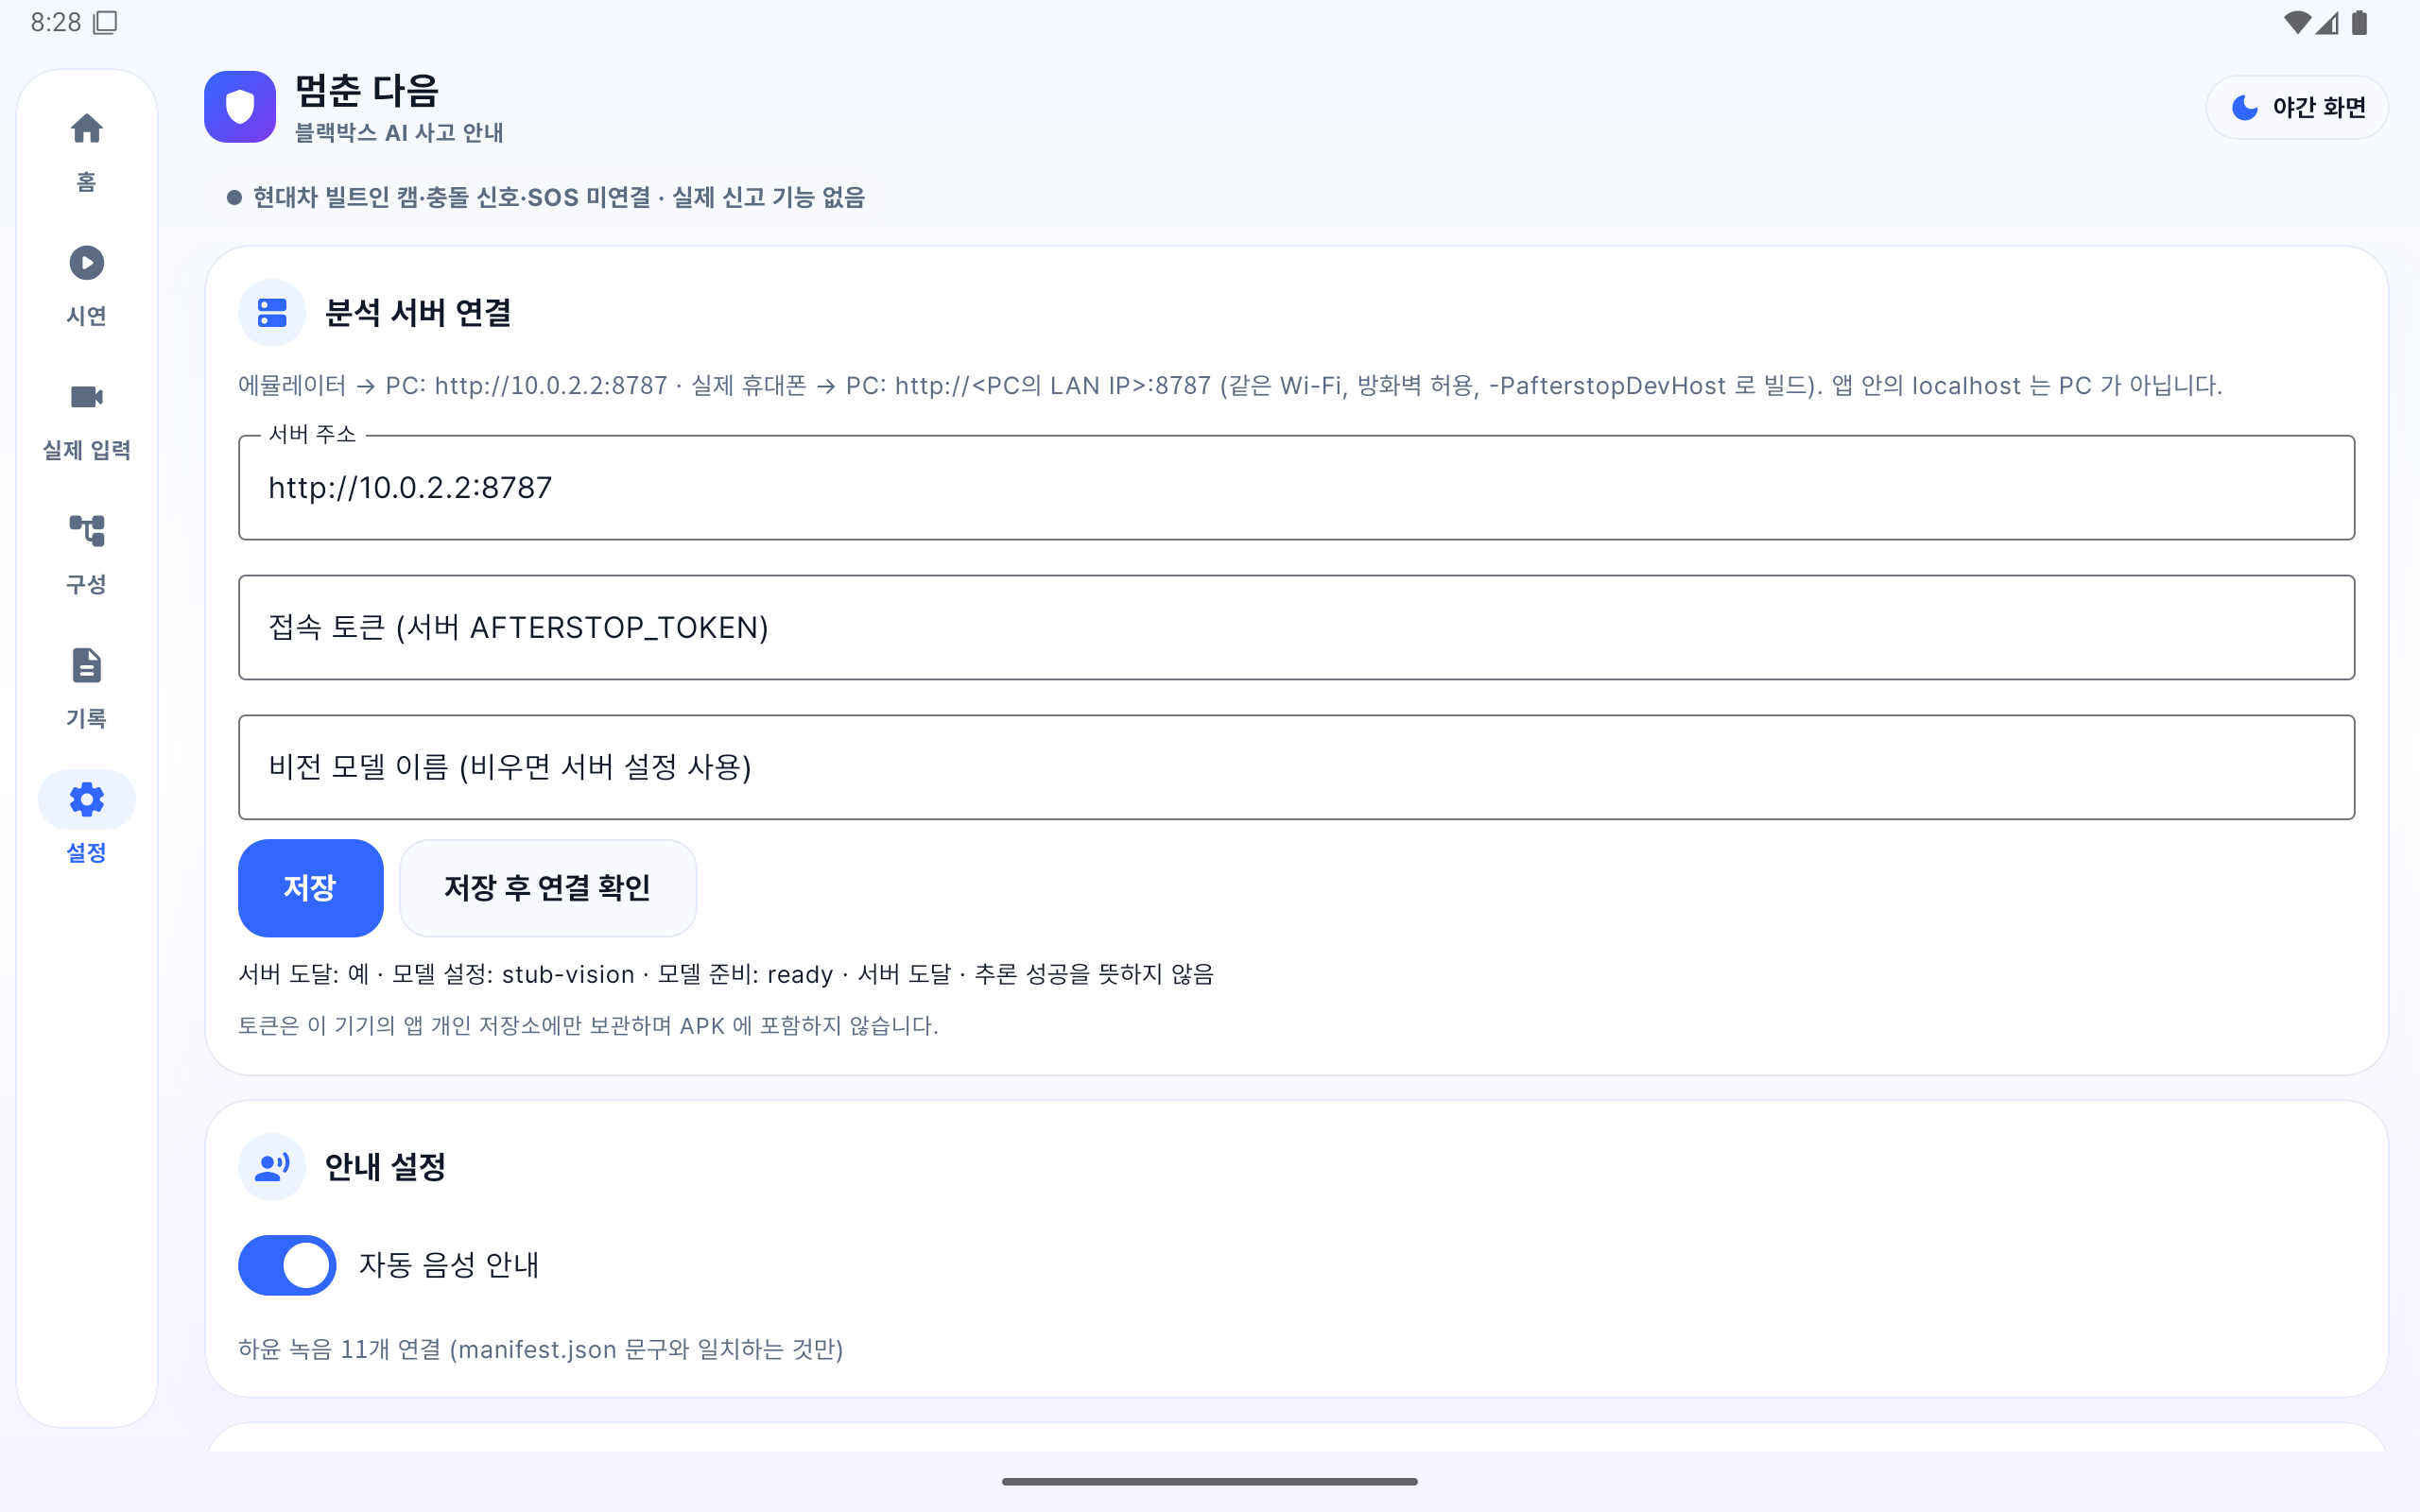 8:28
멈춘 다음
블랙박스 AI 사고 안내
야간 화면
현대차 빌트인 캠·충돌 신호·SOS 미연결 · 실제 신고 기능 없음
홈
시연
실제 입력
구성
기록
설정
분석 서버 연결
에뮬레이터 → PC: http://10.0.2.2:8787 · 실제 휴대폰 → PC: http://<PC의 LAN IP>:8787 (같은 Wi-Fi, 방화벽 허용, -PafterstopDevHost 로 빌드). 앱 안의 localhost 는 PC 가 아닙니다.
서버 주소
http://10.0.2.2:8787
접속 토큰 (서버 AFTERSTOP_TOKEN)
비전 모델 이름 (비우면 서버 설정 사용)
저장
저장 후 연결 확인
서버 도달: 예 · 모델 설정: stub-vision · 모델 준비: ready · 서버 도달 · 추론 성공을 뜻하지 않음
토큰은 이 기기의 앱 개인 저장소에만 보관하며 APK 에 포함하지 않습니다.
안내 설정
자동 음성 안내
하윤 녹음 11개 연결 (manifest.json 문구와 일치하는 것만)